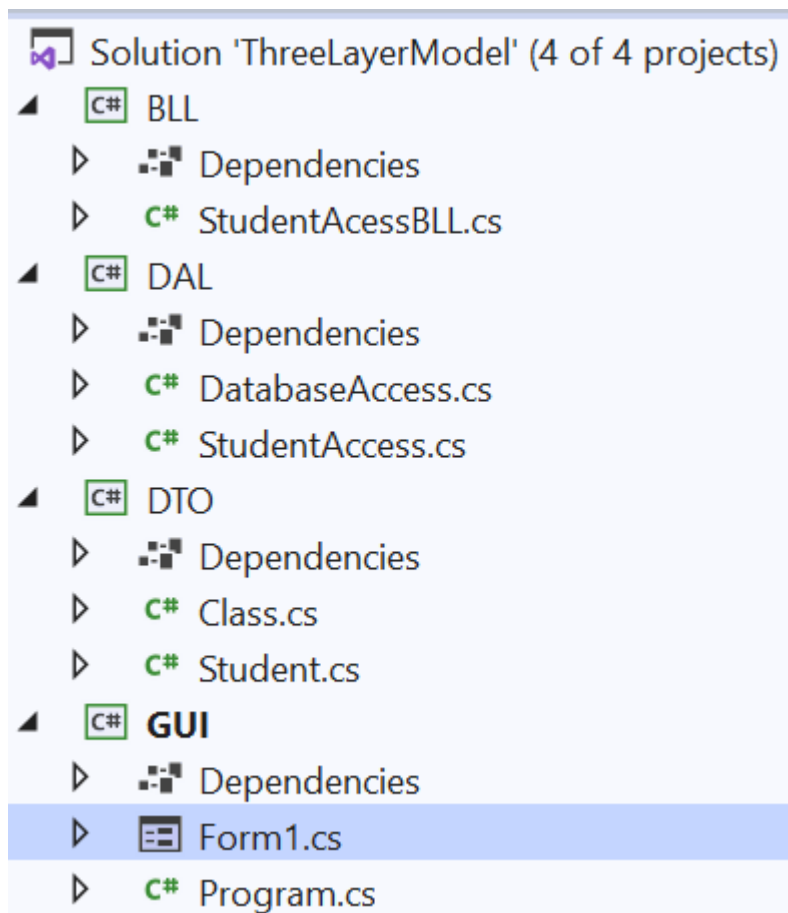 Solution 'ThreeLayerModel' (4 of 4 projects)
C# BLL
Dependencies
C# StudentAcessBLL.cs
C# DAL
Dependencies
C# DatabaseAccess.cs
C# StudentAccess.cs
C# DTO
Dependencies
C# Class.cs
C# Student.cs
C# GUI
Dependencies
Form1.cs
C# Program.cs